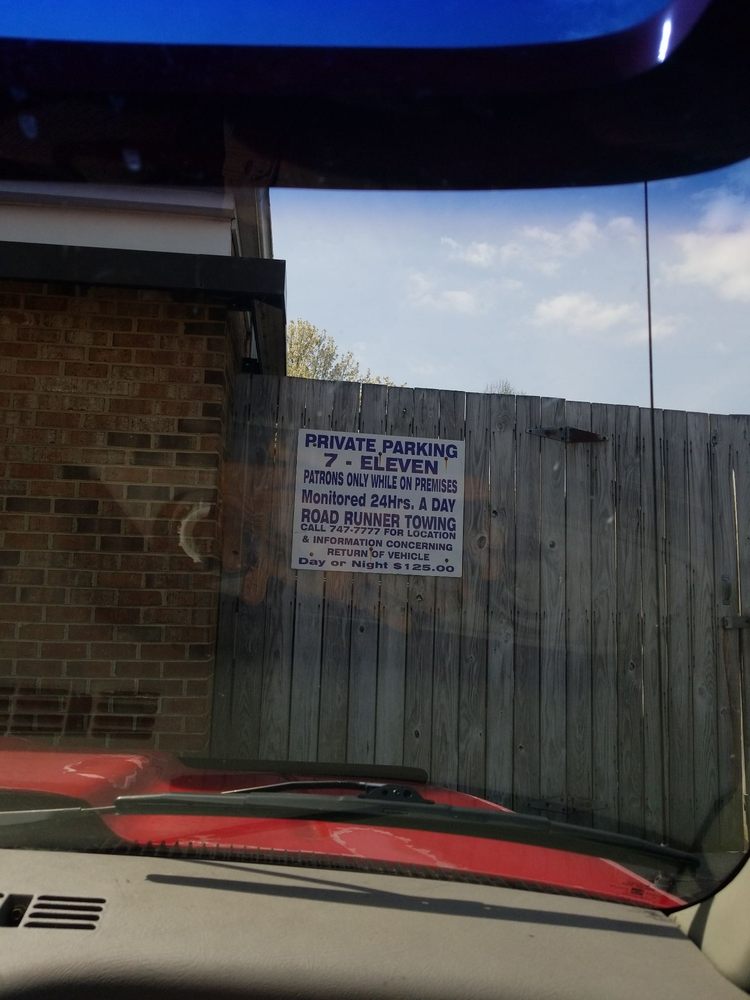 PRIVATE PARKING
7 - ELEVEN
PATRONS ONLY WHILE ON PREMISES
Monitored 24Hrs. A DAY
ROAD RUNNER TOWING
CALL 747-7777 FOR LOCATION
& INFORMATION CONCERNING
RETURN OF VEHICLE
Day or Night $125.00